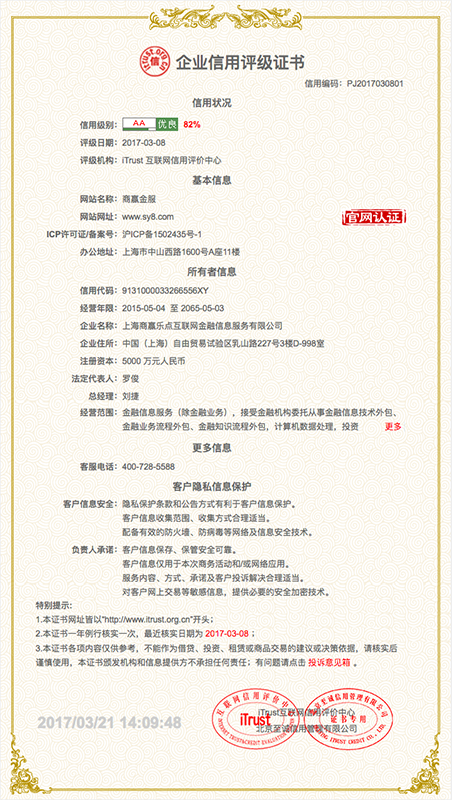 itrust.org.cn
信
企业信用评级证书
信用编码：PJ2017030801
信用状况
信用级别： AA 优良 82%
评级日期：2017-03-08
评级机构：iTrust 互联网信用评价中心
基本信息
网站名称：商赢金服
网站网址：www.sy8.com
官网认证
ICP许可证/备案号：沪ICP备1502435号-1
办公地址：上海市中山西路1600号A座11楼
所有者信息
信用代码：9131000033266556XY
经营年限：2015-05-04 至 2065-05-03
企业名称：上海商赢乐点互联网金融信息服务有限公司
企业住所：中国（上海）自由贸易试验区乳山路227号3楼D-998室
注册资本：5000 万元人民币
法定代表人：罗俊
总经理：刘捷
经营范围：金融信息服务（除金融业务），接受金融机构委托从事金融信息技术外包、
金融业务流程外包、金融知识流程外包，计算机数据处理，投资 更多
更多信息
客服电话：400-728-5588
客户隐私信息保护
客户信息安全：隐私保护条款和公告方式有利于客户信息保护。
客户信息收集范围、收集方式合理适当。
配备有效的防火墙、防病毒等网络及信息安全技术。
负责人承诺：客户信息保存、保管安全可靠。
客户信息仅用于本次商务活动和/或网络应用。
服务内容、方式、承诺及客户投诉解决合理适当。
对客户网上交易等敏感信息，提供必要的安全加密技术。
特别提示：
1.本证书网址皆以"http://www.itrust.org.cn"开头；
2.本证书一年例行核实一次，最近核实日期为 2017-03-08；
3.本证书各项内容仅供参考，不能作为借贷、投资、租赁或商品交易的建议或决策依据，请核实后
谨慎使用，本证书颁发机构和信息提供方不承担任何责任；有问题请点击 投诉意见箱 。
2017/03/21 14:09:48
iTrust互联网信用评价中心
北京至诚信用管理有限公司
互联网信用评价中心
iTrust
证书专用